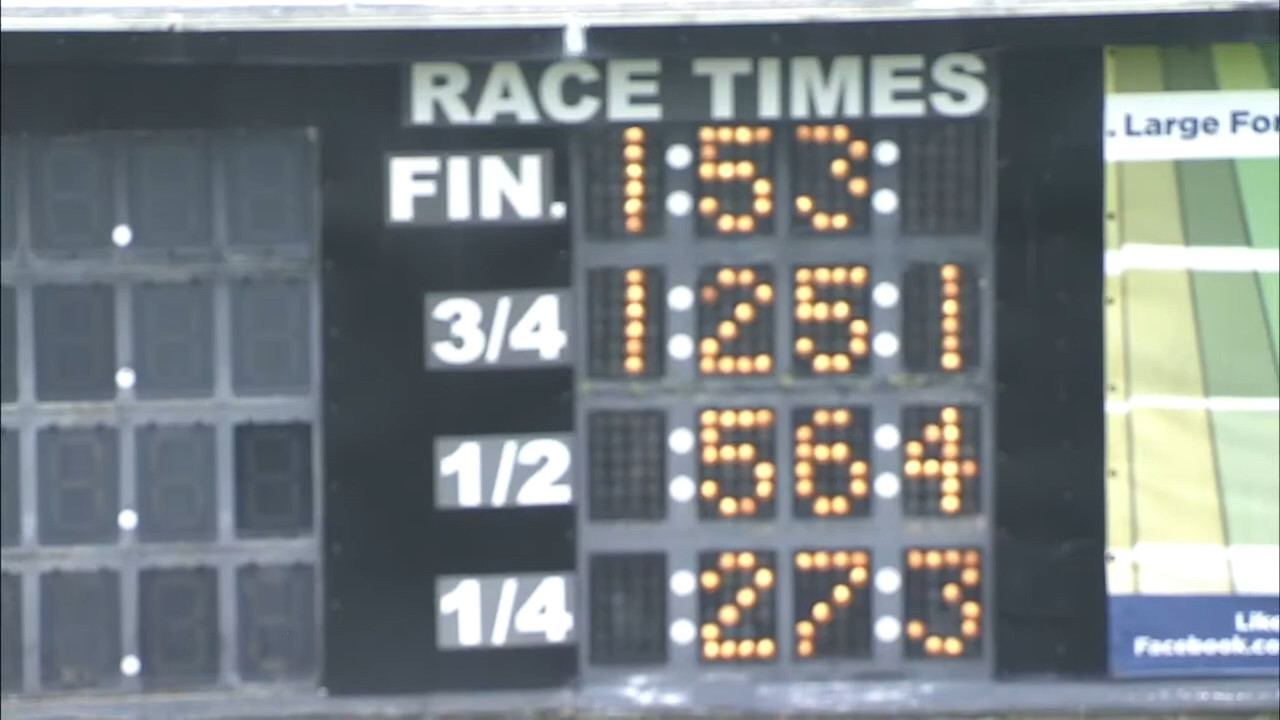 RACE TIMES
FIN. 1:53:
3/4 1:25:1
1/2 :56:4
1/4 :27:3
. Large For
Like
Facebook.co